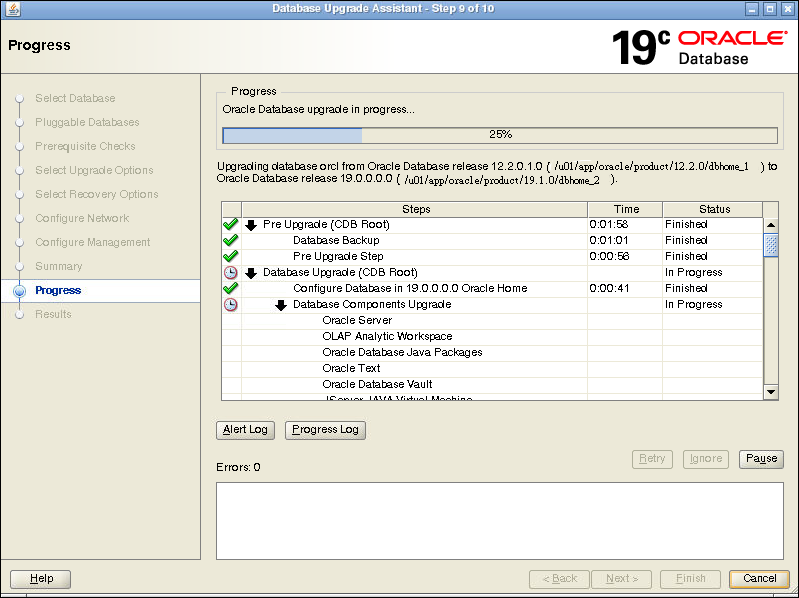 Database Upgrade Assistant - Step 9 of 10
Progress
19c ORACLE
Database
Select Database
Pluggable Databases
Prerequisite Checks
Select Upgrade Options
Select Recovery Options
Configure Network
Configure Management
Summary
Progress
Results
Progress
Oracle Database upgrade in progress...
25%
Upgrading database orcl from Oracle Database release 12.2.0.1.0 ( /u01/app/oracle/product/12.2.0/dbhome_1 ) to
Oracle Database release 19.0.0.0.0 ( /u01/app/oracle/product/19.1.0/dbhome_2 ).
Steps Time Status
Pre Upgrade (CDB Root) 0:01:58 Finished
Database Backup 0:01:01 Finished
Pre Upgrade Step 0:00:56 Finished
Database Upgrade (CDB Root) In Progress
Configure Database in 19.0.0.0.0 Oracle Home 0:00:41 Finished
Database Components Upgrade In Progress
Oracle Server
OLAP Analytic Workspace
Oracle Database Java Packages
Oracle Text
Oracle Database Vault
JServer JAVA Virtual Machine
Alert Log Progress Log
Retry Ignore Pause
Errors: 0
Help < Back Next > Finish Cancel